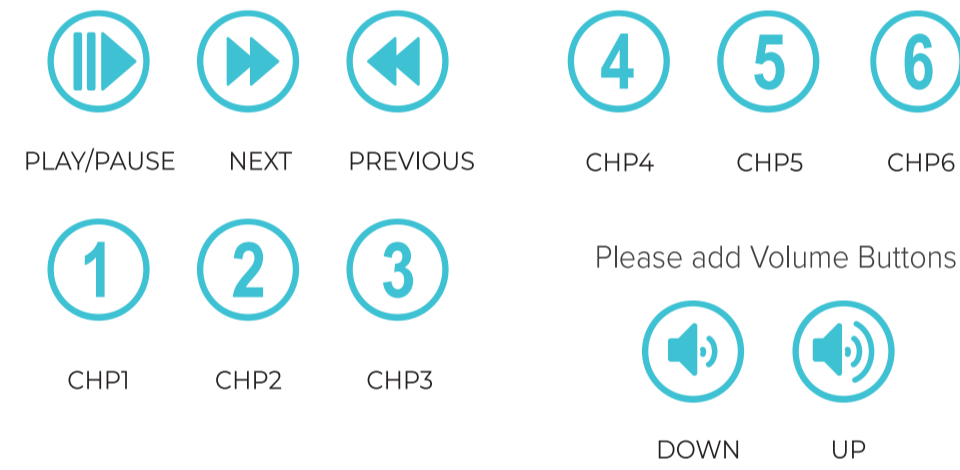 PLAY/PAUSE NEXT PREVIOUS
1 2 3
CHP1 CHP2 CHP3
4 5 6
CHP4 CHP5 CHP6
Please add Volume Buttons
DOWN UP